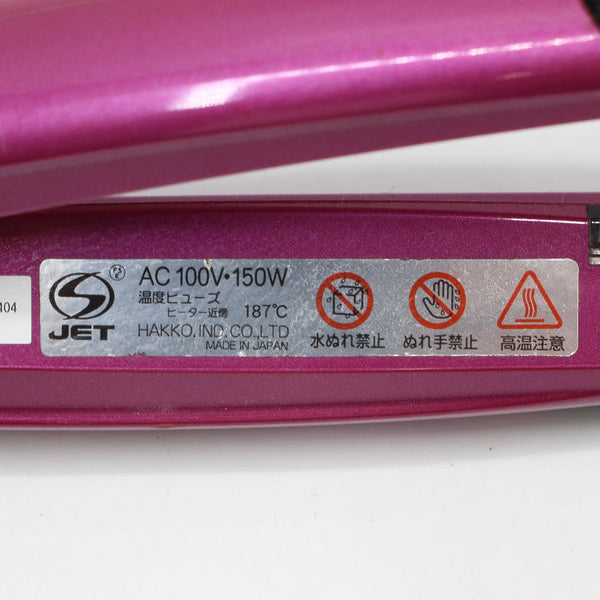 404
JET
AC 100V・150W
温度ヒューズ
ヒーター近傍 187℃
HAKKO.IND.CO.,LTD
MADE IN JAPAN
水ぬれ禁止
ぬれ手禁止
高温注意